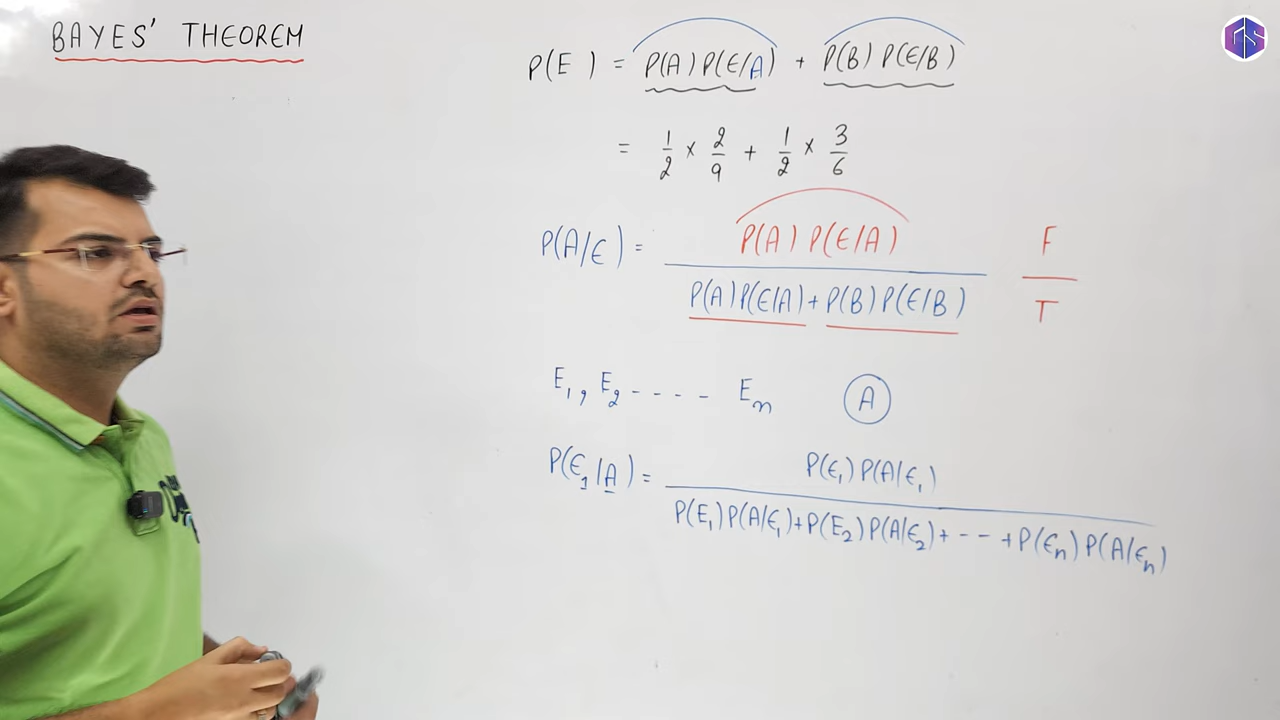 BAYES' THEOREM
P(E) = P(A) P(E/A) + P(B) P(E/B)
= 1/2 × 2/9 + 1/2 × 3/6
P(A/E) = P(A) P(E/A) / P(A)P(E/A) + P(B)P(E/B)
F / T
E₁, E₂ - - - - Eₙ A
P(E₁/A) = P(E₁) P(A/E₁) / P(E₁)P(A/E₁) + P(E₂)P(A/E₂) + - - + P(Eₙ) P(A/Eₙ)